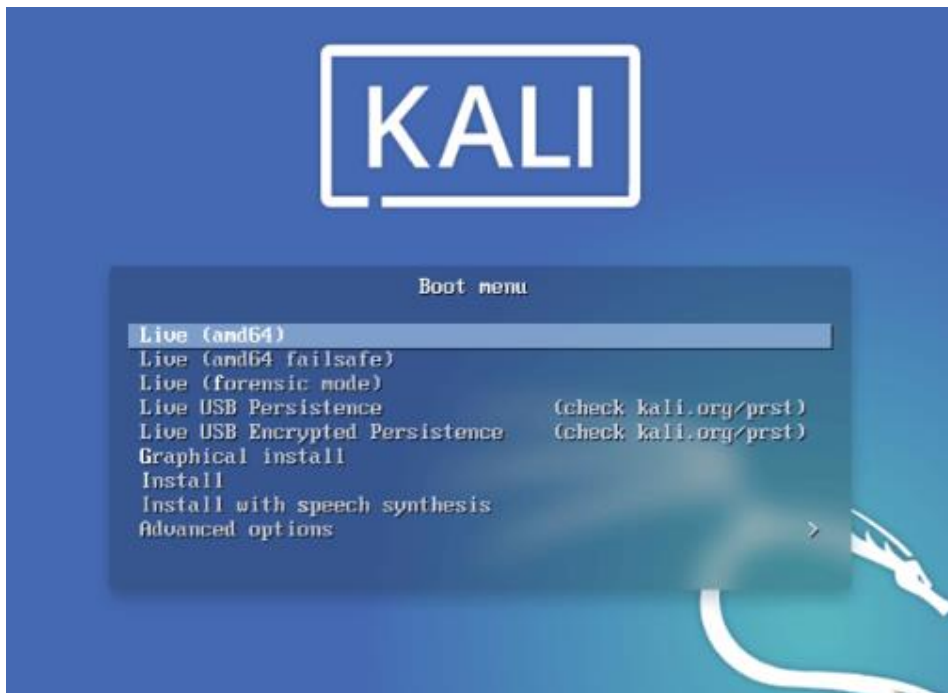 KALI
Boot menu
Live (amd64)
Live (amd64 failsafe)
Live (forensic mode)
Live USB Persistence (check kali.org/prst)
Live USB Encrypted Persistence (check kali.org/prst)
Graphical install
Install
Install with speech synthesis
Advanced options >